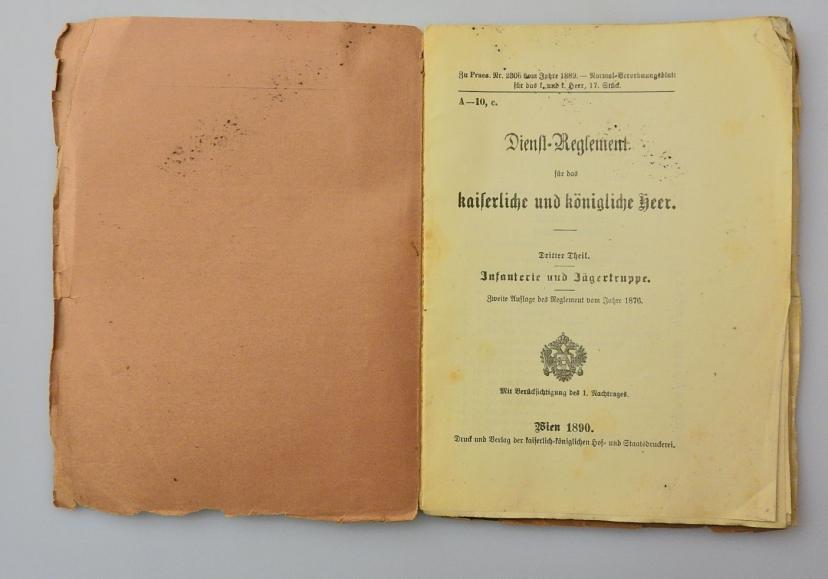 Zu Praes. Nr. 2306 vom Jahre 1889. — Normal-Verordnungsblatt
für das k. und k. Heer, 17. Stück.
A—10, c.
Dienst-Reglement
für das
kaiserliche und königliche Heer.
Dritter Theil.
Infanterie und Jägertruppe.
Zweite Auflage des Reglement vom Jahre 1876.
Mit Berücksichtigung des 1. Nachtrages.
Wien 1890.
Druck und Verlag der kaiserlich-königlichen Hof- und Staatsdruckerei.